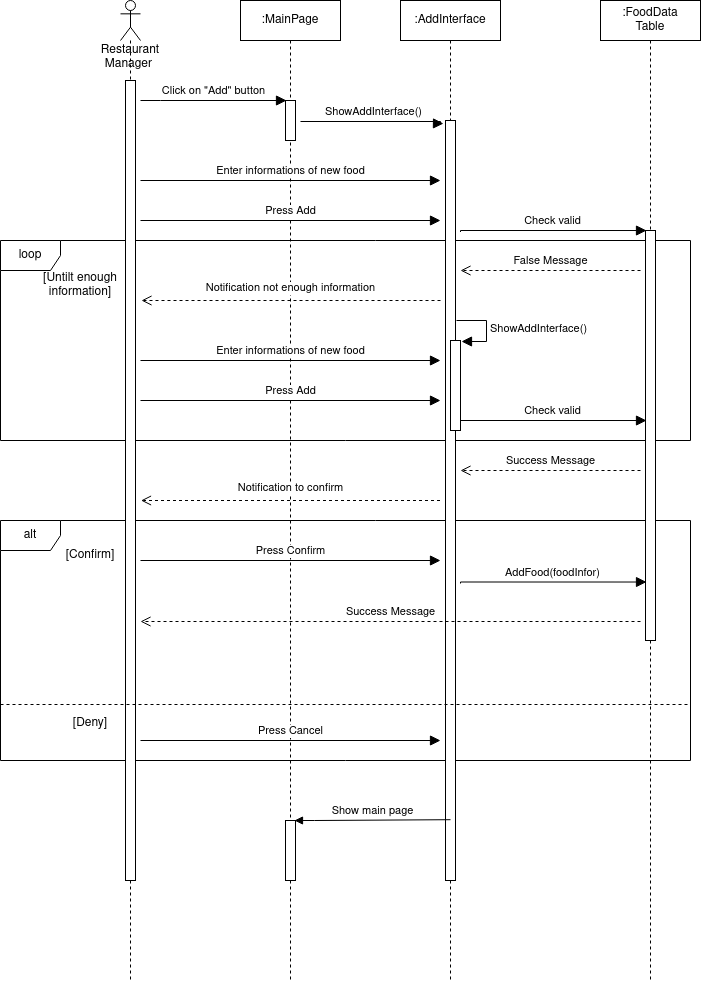 :MainPage
:AddInterface
:FoodData
Table
Restaurant
Manager
Click on "Add" button
ShowAddInterface()
Enter informations of new food
Press Add
Check valid
loop
[Untilt enough
information]
False Message
Notification not enough information
ShowAddInterface()
Enter informations of new food
Press Add
Check valid
Success Message
Notification to confirm
alt
[Confirm]
Press Confirm
AddFood(foodInfor)
Success Message
[Deny]
Press Cancel
Show main page